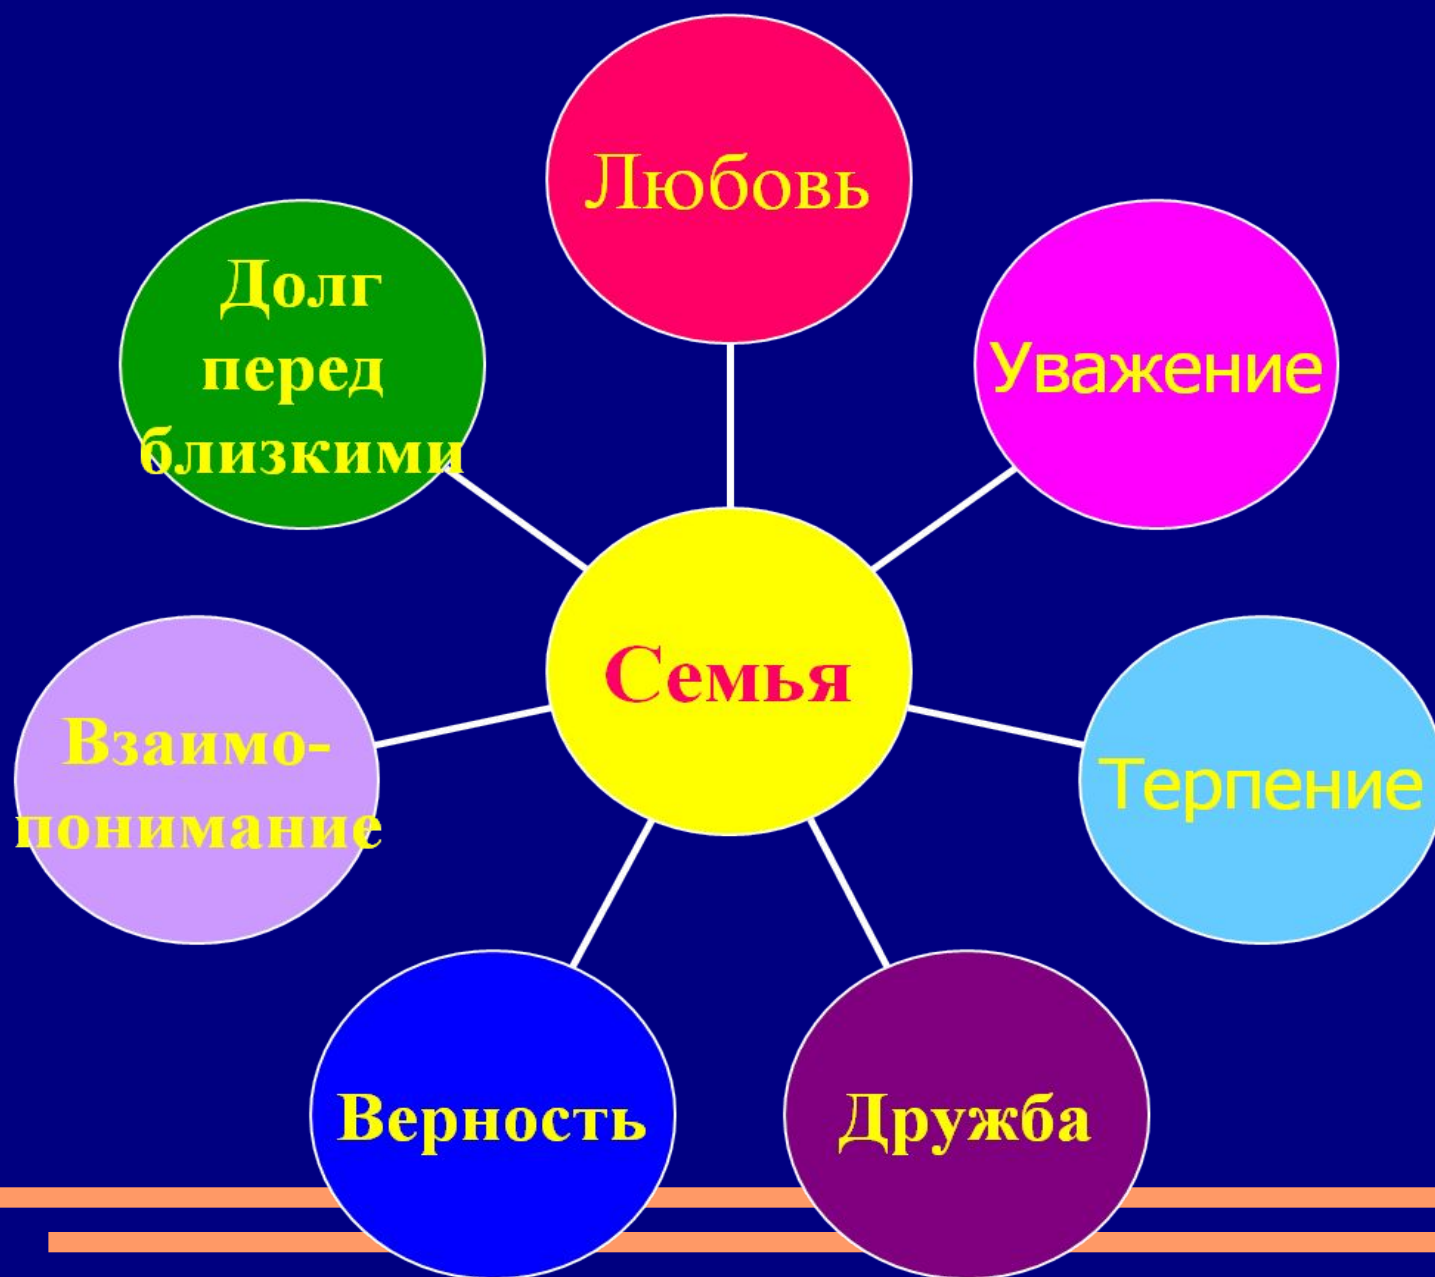 Любовь
Уважение
Долг
перед
близкими
Семья
Взаимо-
понимание
Терпение
Верность
Дружба